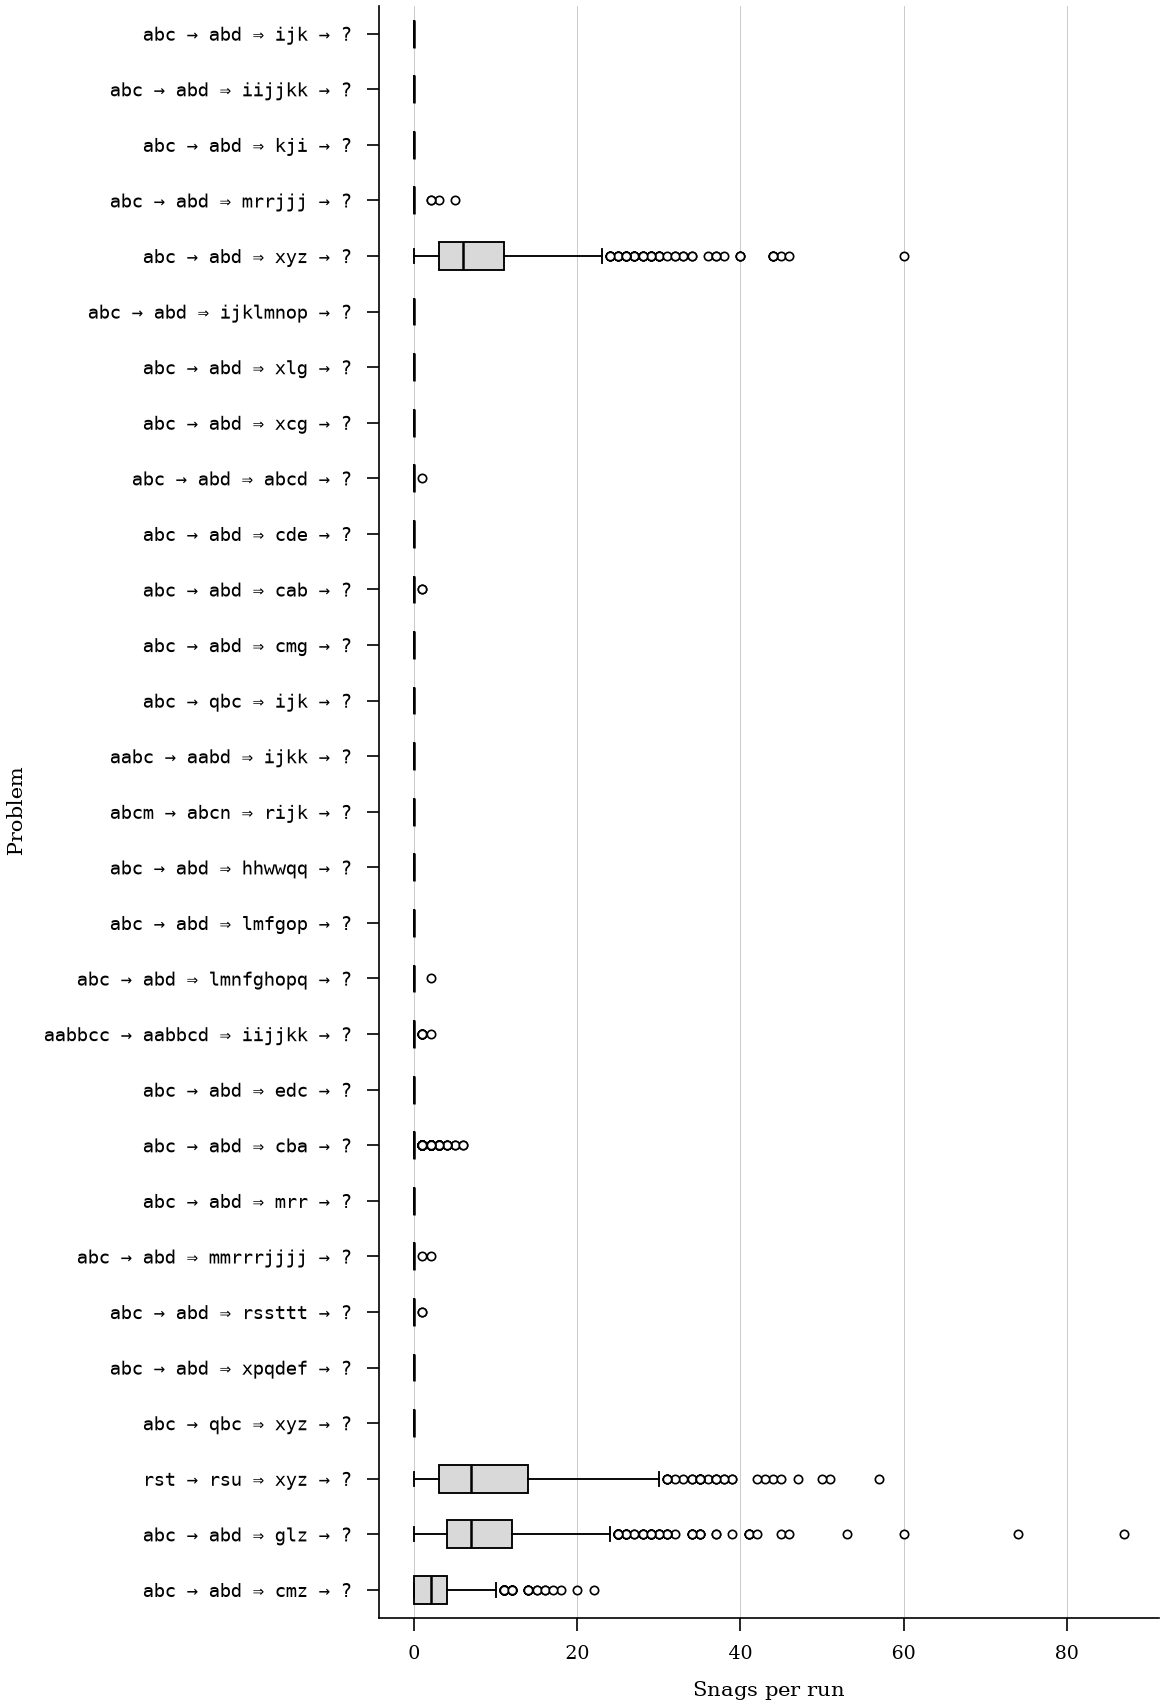 abc → abd ⇒ ijk → ?
abc → abd ⇒ iijjkk → ?
abc → abd ⇒ kji → ?
abc → abd ⇒ mrrjjj → ?
abc → abd ⇒ xyz → ?
abc → abd ⇒ ijklmnop → ?
abc → abd ⇒ xlg → ?
abc → abd ⇒ xcg → ?
abc → abd ⇒ abcd → ?
abc → abd ⇒ cde → ?
abc → abd ⇒ cab → ?
abc → abd ⇒ cmg → ?
abc → qbc ⇒ ijk → ?
aabc → aabd ⇒ ijkk → ?
abcm → abcn ⇒ rijk → ?
abc → abd ⇒ hhwwqq → ?
abc → abd ⇒ lmfgop → ?
abc → abd ⇒ lmnfghopq → ?
aabbcc → aabbcd ⇒ iijjkk → ?
abc → abd ⇒ edc → ?
abc → abd ⇒ cba → ?
abc → abd ⇒ mrr → ?
abc → abd ⇒ mmrrrjjjj → ?
abc → abd ⇒ rssttt → ?
abc → abd ⇒ xpqdef → ?
abc → qbc ⇒ xyz → ?
rst → rsu ⇒ xyz → ?
abc → abd ⇒ glz → ?
abc → abd ⇒ cmz → ?
Problem
0 20 40 60 80
Snags per run